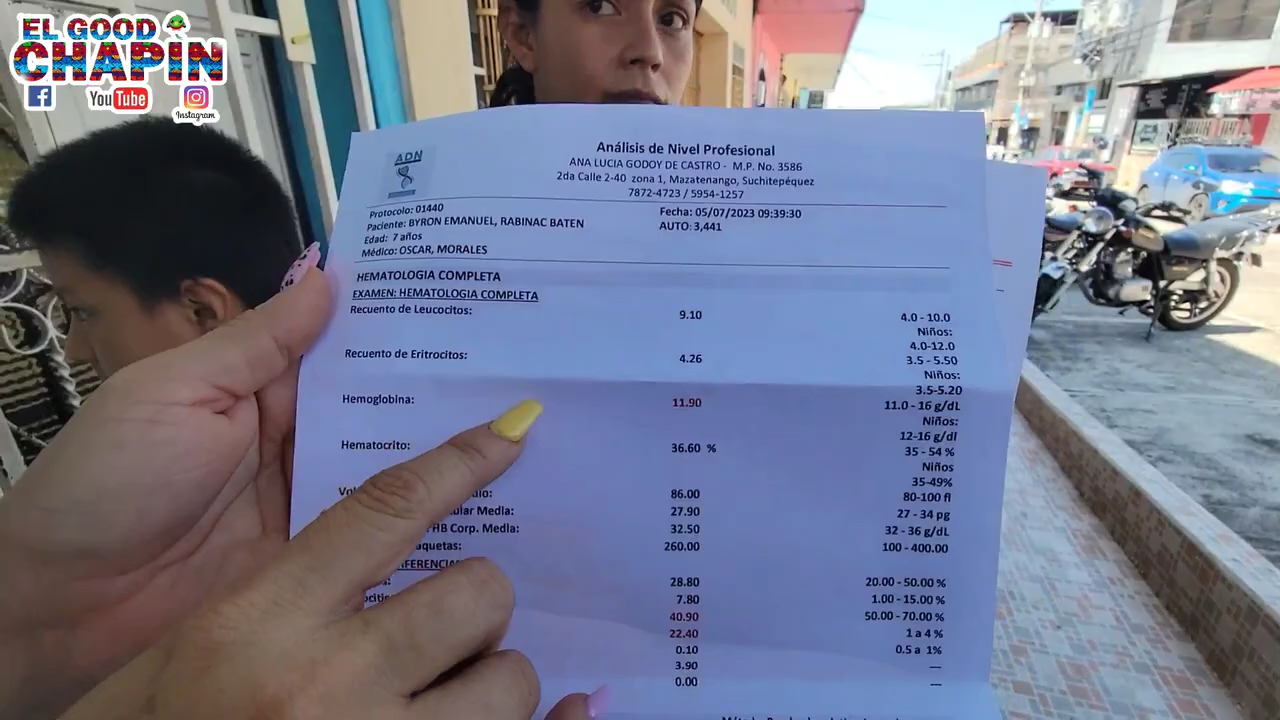 EL GOOD
CHAPÍN
YouTube
Instagram
ADN
Análisis de Nivel Profesional
ANA LUCIA GODOY DE CASTRO - M.P. No. 3586
2da Calle 2-40 zona 1, Mazatenango, Suchitepéquez
7872-4723 / 5954-1257
Protocolo: 01440
Fecha: 05/07/2023 09:39:30
Paciente: BYRON EMANUEL, RABINAC BATEN
AUTO: 3,441
Edad: 7 años
Médico: OSCAR, MORALES
HEMATOLOGIA COMPLETA
EXAMEN: HEMATOLOGIA COMPLETA
Recuento de Leucocitos: 9.10 4.0 - 10.0
Niños:
4.0-12.0
Recuento de Eritrocitos: 4.26 3.5 - 5.50
Niños:
3.5-5.20
Hemoglobina: 11.90 11.0 - 16 g/dL
Niños:
12-16 g/dl
Hematocrito: 36.60 % 35 - 54 %
Niños
35-49%
86.00 80-100 fl
Media: 27.90 27 - 34 pg
HB Corp. Media: 32.50 32 - 36 g/dL
260.00 100 - 400.00
28.80 20.00 - 50.00 %
7.80 1.00 - 15.00 %
40.90 50.00 - 70.00 %
22.40 1 a 4 %
0.10 0.5 a 1%
3.90 ---
0.00 ---